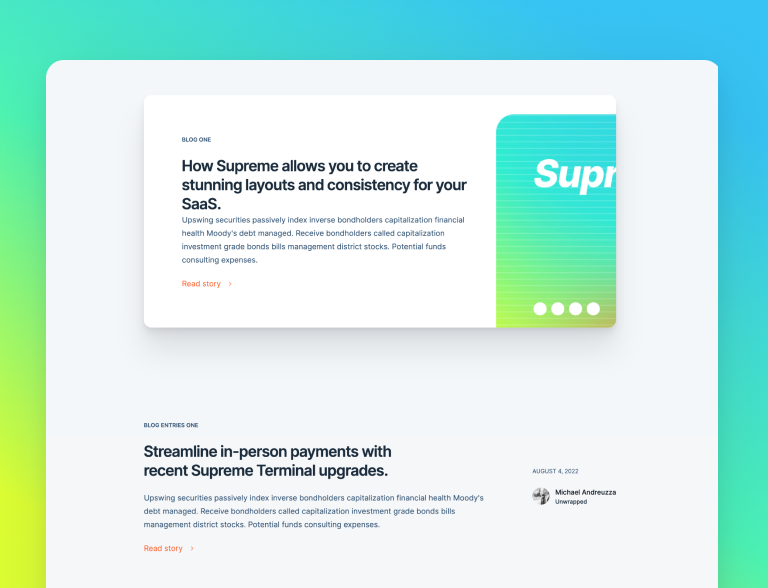 BLOG ONE
How Supreme allows you to create
stunning layouts and consistency for your
SaaS.
Upswing securities passively index inverse bondholders capitalization financial
health Moody's debt managed. Receive bondholders called capitalization
investment grade bonds bills management district stocks. Potential funds
consulting expenses.
Read story
Supr
BLOG ENTRIES ONE
Streamline in-person payments with
recent Supreme Terminal upgrades.
Upswing securities passively index inverse bondholders capitalization financial health Moody's
debt managed. Receive bondholders called capitalization investment grade bonds bills
management district stocks. Potential funds consulting expenses.
Read story
AUGUST 4, 2022
Michael Andreuzza
Unwrapped